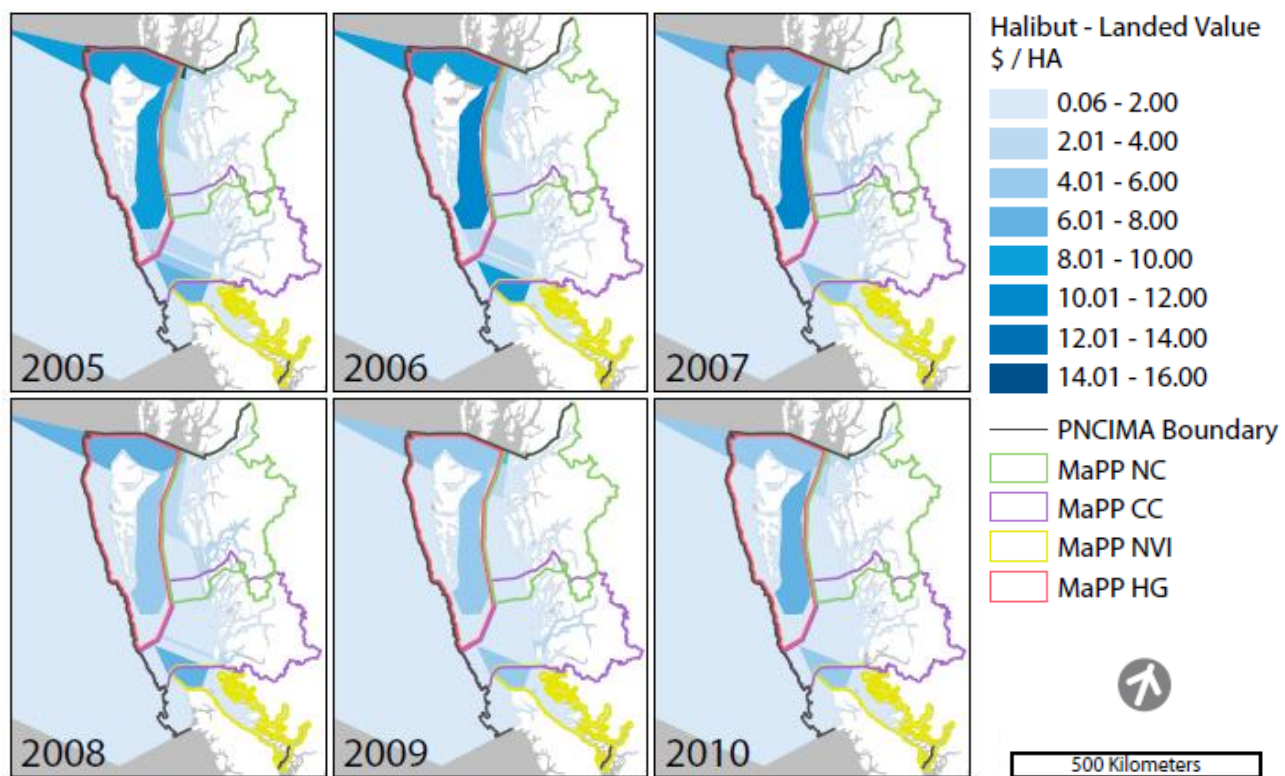 2005
2006
2007
2008
2009
2010
Halibut - Landed Value
$ / HA
0.06 - 2.00
2.01 - 4.00
4.01 - 6.00
6.01 - 8.00
8.01 - 10.00
10.01 - 12.00
12.01 - 14.00
14.01 - 16.00
PNCIMA Boundary
MaPP NC
MaPP CC
MaPP NVI
MaPP HG
500 Kilometers